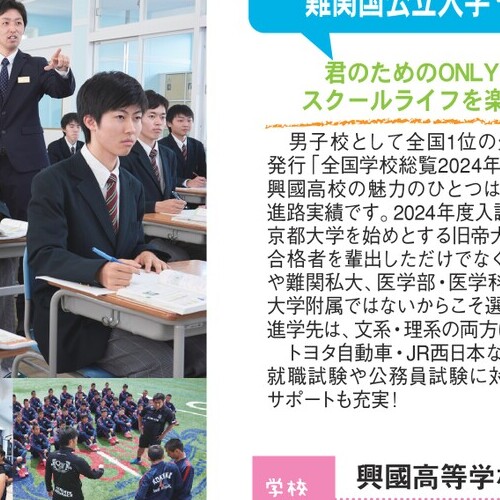 難関国公立大学
君のためのONLY
スクールライフを楽
男子校として全国1位の
発行「全国学校総覧2024年
興國高校の魅力のひとつは
進路実績です。2024年度入試
京都大学を始めとする旧帝大
合格者を輩出しただけでなく
や難関私大、医学部・医学科
大学附属ではないからこそ選
進学先は、文系・理系の両方
トヨタ自動車・JR西日本な
就職試験や公務員試験に対
サポートも充実!
学校
興國高等学校